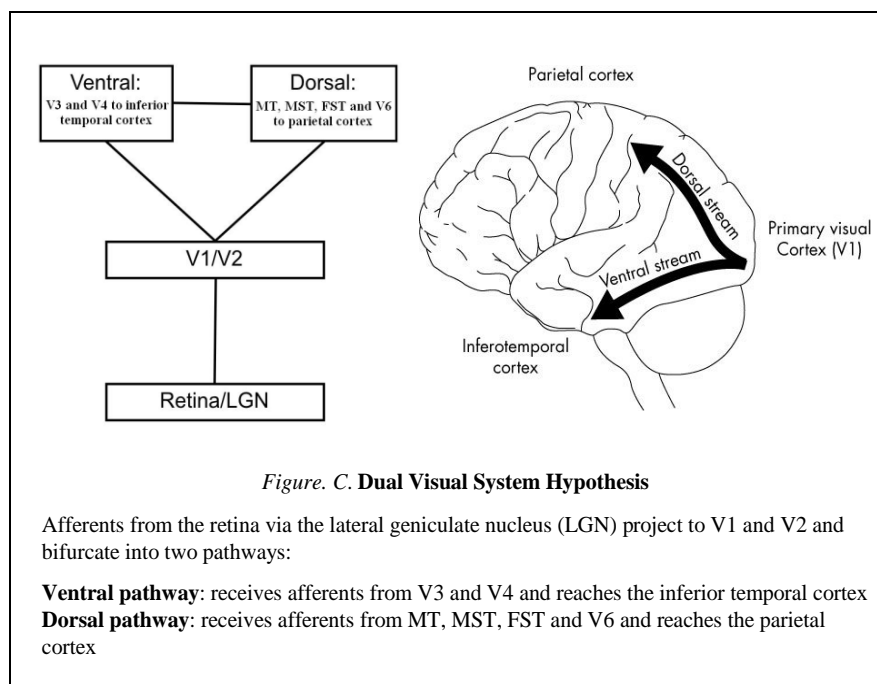 Ventral:
V3 and V4 to inferior
temporal cortex
Dorsal:
MT, MST, FST and V6
to parietal cortex
V1/V2
Retina/LGN
Parietal cortex
Dorsal stream
Primary visual
Cortex (V1)
Ventral stream
Inferotemporal
cortex
Figure. C. Dual Visual System Hypothesis
Afferents from the retina via the lateral geniculate nucleus (LGN) project to V1 and V2 and
bifurcate into two pathways:
Ventral pathway: receives afferents from V3 and V4 and reaches the inferior temporal cortex
Dorsal pathway: receives afferents from MT, MST, FST and V6 and reaches the parietal
cortex